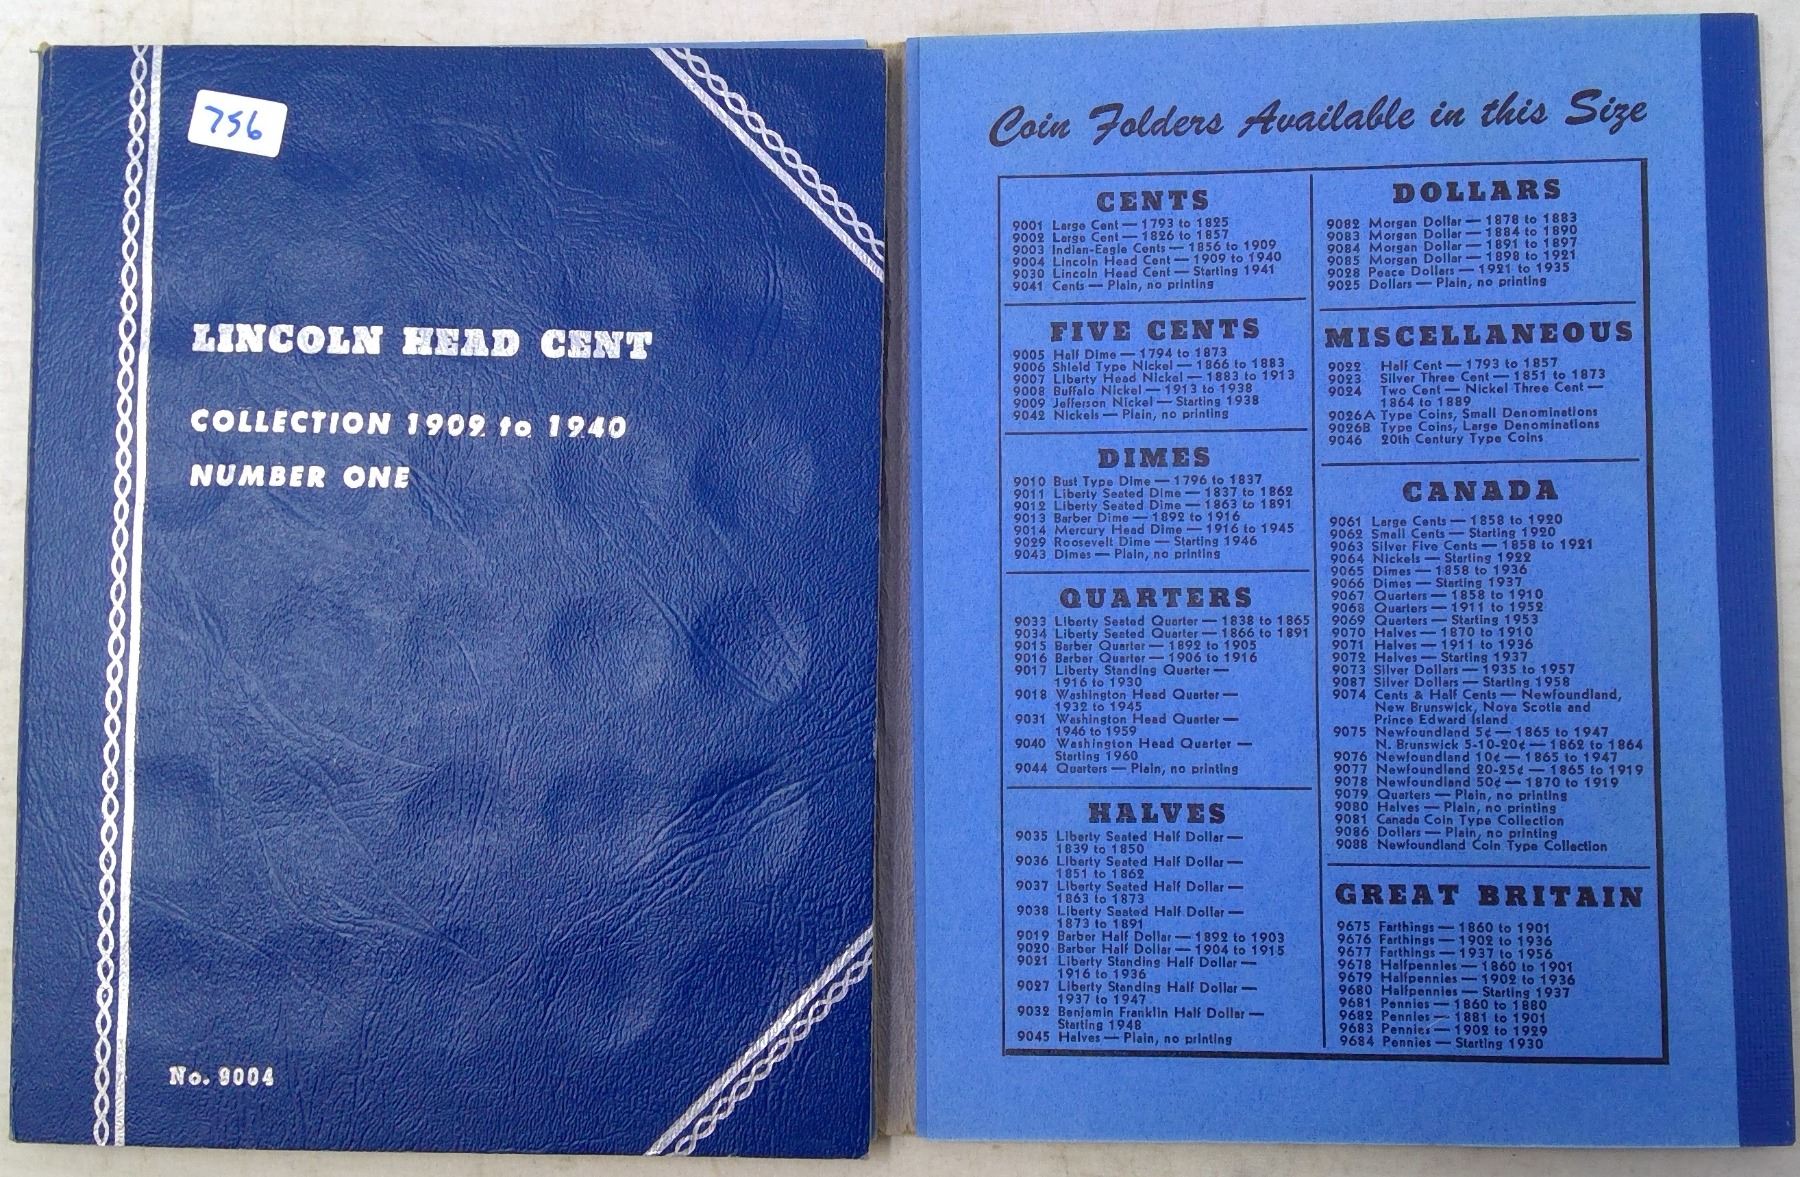 756
LINCOLN HEAD CENT
COLLECTION 1909 to 1940
NUMBER ONE
No. 9004
Coin Folders Available in this Size
CENTS
9001 Large Cent — 1793 to 1825
9002 Large Cent — 1826 to 1857
9003 Indian-Eagle Cents — 1856 to 1909
9004 Lincoln Head Cent — 1909 to 1940
9030 Lincoln Head Cent — Starting 1941
9041 Cents — Plain, no printing
FIVE CENTS
9005 Half Dime — 1794 to 1873
9006 Shield Type Nickel — 1866 to 1883
9007 Liberty Head Nickel — 1883 to 1913
9008 Buffalo Nickel — 1913 to 1938
9009 Jefferson Nickel — Starting 1938
9042 Nickels — Plain, no printing
DIMES
9010 Bust Type Dime — 1796 to 1837
9011 Liberty Seated Dime — 1837 to 1862
9012 Liberty Seated Dime — 1863 to 1891
9013 Barber Dime — 1892 to 1916
9014 Mercury Head Dime — 1916 to 1945
9029 Roosevelt Dime — Starting 1946
9043 Dimes — Plain, no printing
QUARTERS
9033 Liberty Seated Quarter — 1838 to 1865
9034 Liberty Seated Quarter — 1866 to 1891
9015 Barber Quarter — 1892 to 1905
9016 Barber Quarter — 1906 to 1916
9017 Liberty Standing Quarter —
1916 to 1930
9018 Washington Head Quarter —
1932 to 1945
9031 Washington Head Quarter —
1946 to 1959
9040 Washington Head Quarter —
Starting 1960
9044 Quarters — Plain, no printing
HALVES
9035 Liberty Seated Half Dollar —
1839 to 1850
9036 Liberty Seated Half Dollar —
1851 to 1862
9037 Liberty Seated Half Dollar —
1863 to 1873
9038 Liberty Seated Half Dollar —
1873 to 1891
9019 Barber Half Dollar — 1892 to 1903
9020 Barber Half Dollar — 1904 to 1915
9021 Liberty Standing Half Dollar —
1916 to 1936
9027 Liberty Standing Half Dollar —
1937 to 1947
9032 Benjamin Franklin Half Dollar —
Starting 1948
9045 Halves — Plain, no printing
DOLLARS
9082 Morgan Dollar — 1878 to 1883
9083 Morgan Dollar — 1884 to 1890
9084 Morgan Dollar — 1891 to 1897
9085 Morgan Dollar — 1898 to 1921
9028 Peace Dollars — 1921 to 1935
9025 Dollars — Plain, no printing
MISCELLANEOUS
9022 Half Cent — 1793 to 1857
9023 Silver Three Cent — 1851 to 1873
9024 Two Cent — Nickel Three Cent —
1864 to 1889
9026A Type Coins, Small Denominations
9026B Type Coins, Large Denominations
9046 20th Century Type Coins
CANADA
9061 Large Cents — 1858 to 1920
9062 Small Cents — Starting 1920
9063 Silver Five Cents — 1858 to 1921
9064 Nickels — Starting 1922
9065 Dimes — 1858 to 1936
9066 Dimes — Starting 1937
9067 Quarters — 1858 to 1910
9068 Quarters — 1911 to 1952
9069 Quarters — Starting 1953
9070 Halves — 1870 to 1910
9071 Halves — 1911 to 1936
9072 Halves — Starting 1937
9073 Silver Dollars — 1935 to 1957
9087 Silver Dollars — Starting 1958
9074 Cents & Half Cents — Newfoundland,
New Brunswick, Nova Scotia and
Prince Edward Island
9075 Newfoundland 5¢ — 1865 to 1947
N. Brunswick 5-10-20¢ — 1862 to 1864
9076 Newfoundland 10¢ — 1865 to 1947
9077 Newfoundland 20-25¢ — 1865 to 1919
9078 Newfoundland 50¢ — 1870 to 1919
9079 Quarters — Plain, no printing
9080 Halves — Plain, no printing
9081 Canada Coin Type Collection
9086 Dollars — Plain, no printing
9088 Newfoundland Coin Type Collection
GREAT BRITAIN
9675 Farthings — 1860 to 1901
9676 Farthings — 1902 to 1936
9677 Farthings — 1937 to 1956
9678 Halfpennies — 1860 to 1901
9679 Halfpennies — 1902 to 1936
9680 Halfpennies — Starting 1937
9681 Pennies — 1860 to 1880
9682 Pennies — 1881 to 1901
9683 Pennies — 1902 to 1929
9684 Pennies — Starting 1930